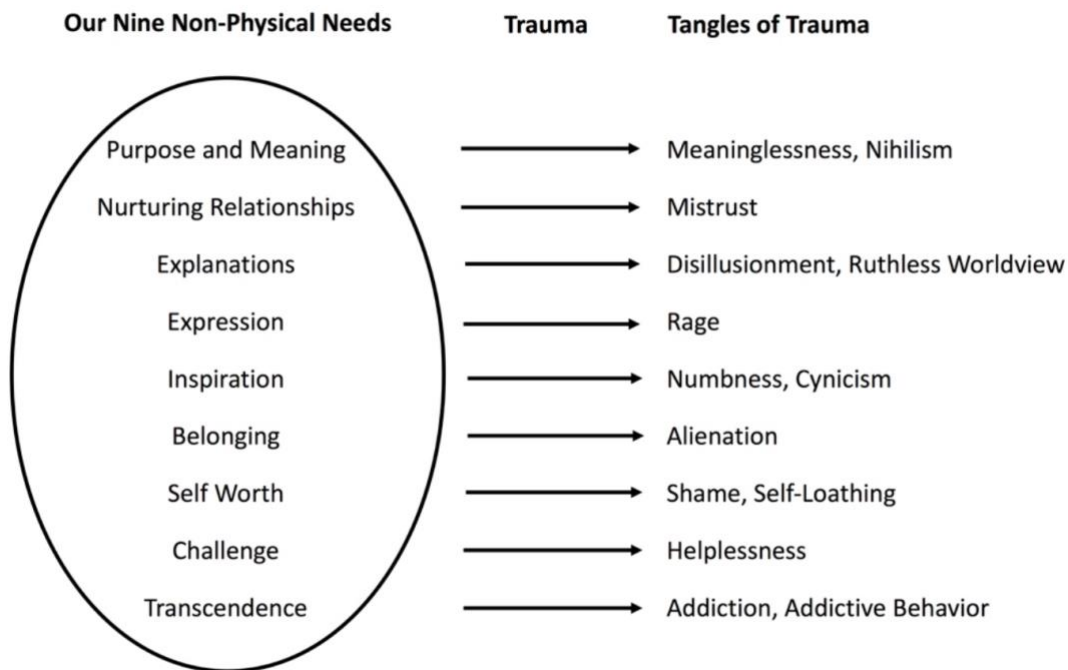 Our Nine Non-Physical Needs Trauma Tangles of Trauma
Purpose and Meaning Meaninglessness, Nihilism
Nurturing Relationships Mistrust
Explanations Disillusionment, Ruthless Worldview
Expression Rage
Inspiration Numbness, Cynicism
Belonging Alienation
Self Worth Shame, Self-Loathing
Challenge Helplessness
Transcendence Addiction, Addictive Behavior